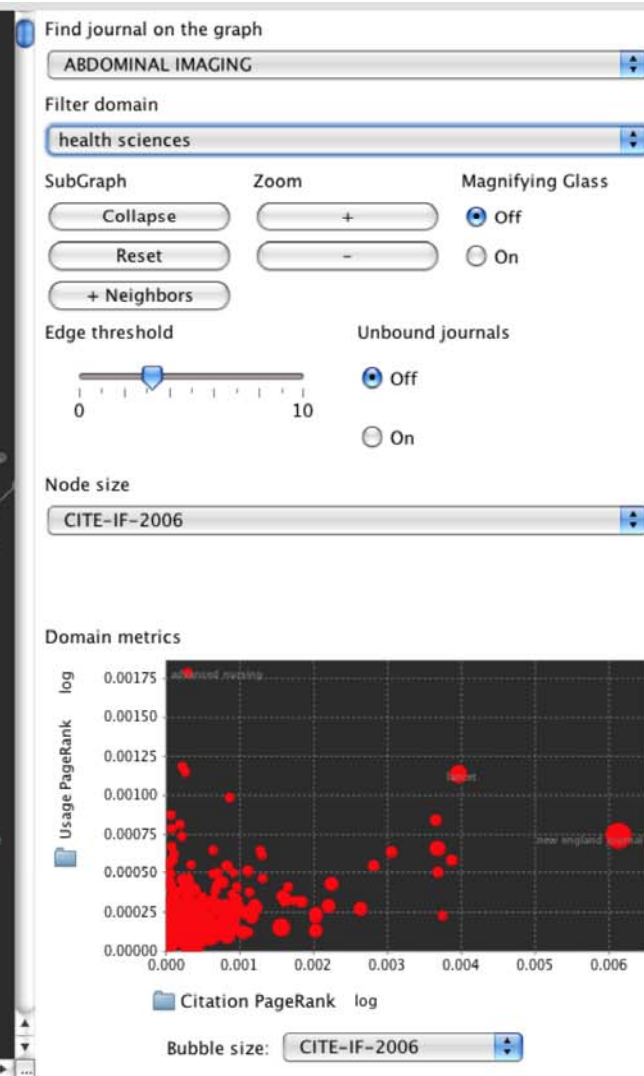 Find journal on the graph
ABDOMINAL IMAGING
Filter domain
health sciences
SubGraph Zoom Magnifying Glass
Collapse + Off
Reset - On
+ Neighbors
Edge threshold Unbound journals
Off
0 10
On
Node size
CITE-IF-2006
Domain metrics
Usage PageRank log
0.00175 advanced nursing
0.00150
0.00125
0.00100 lancet
0.00075 new england journal
0.00050
0.00025
0.00000
0.000 0.001 0.002 0.003 0.004 0.005 0.006
Citation PageRank log
Bubble size: CITE-IF-2006
...